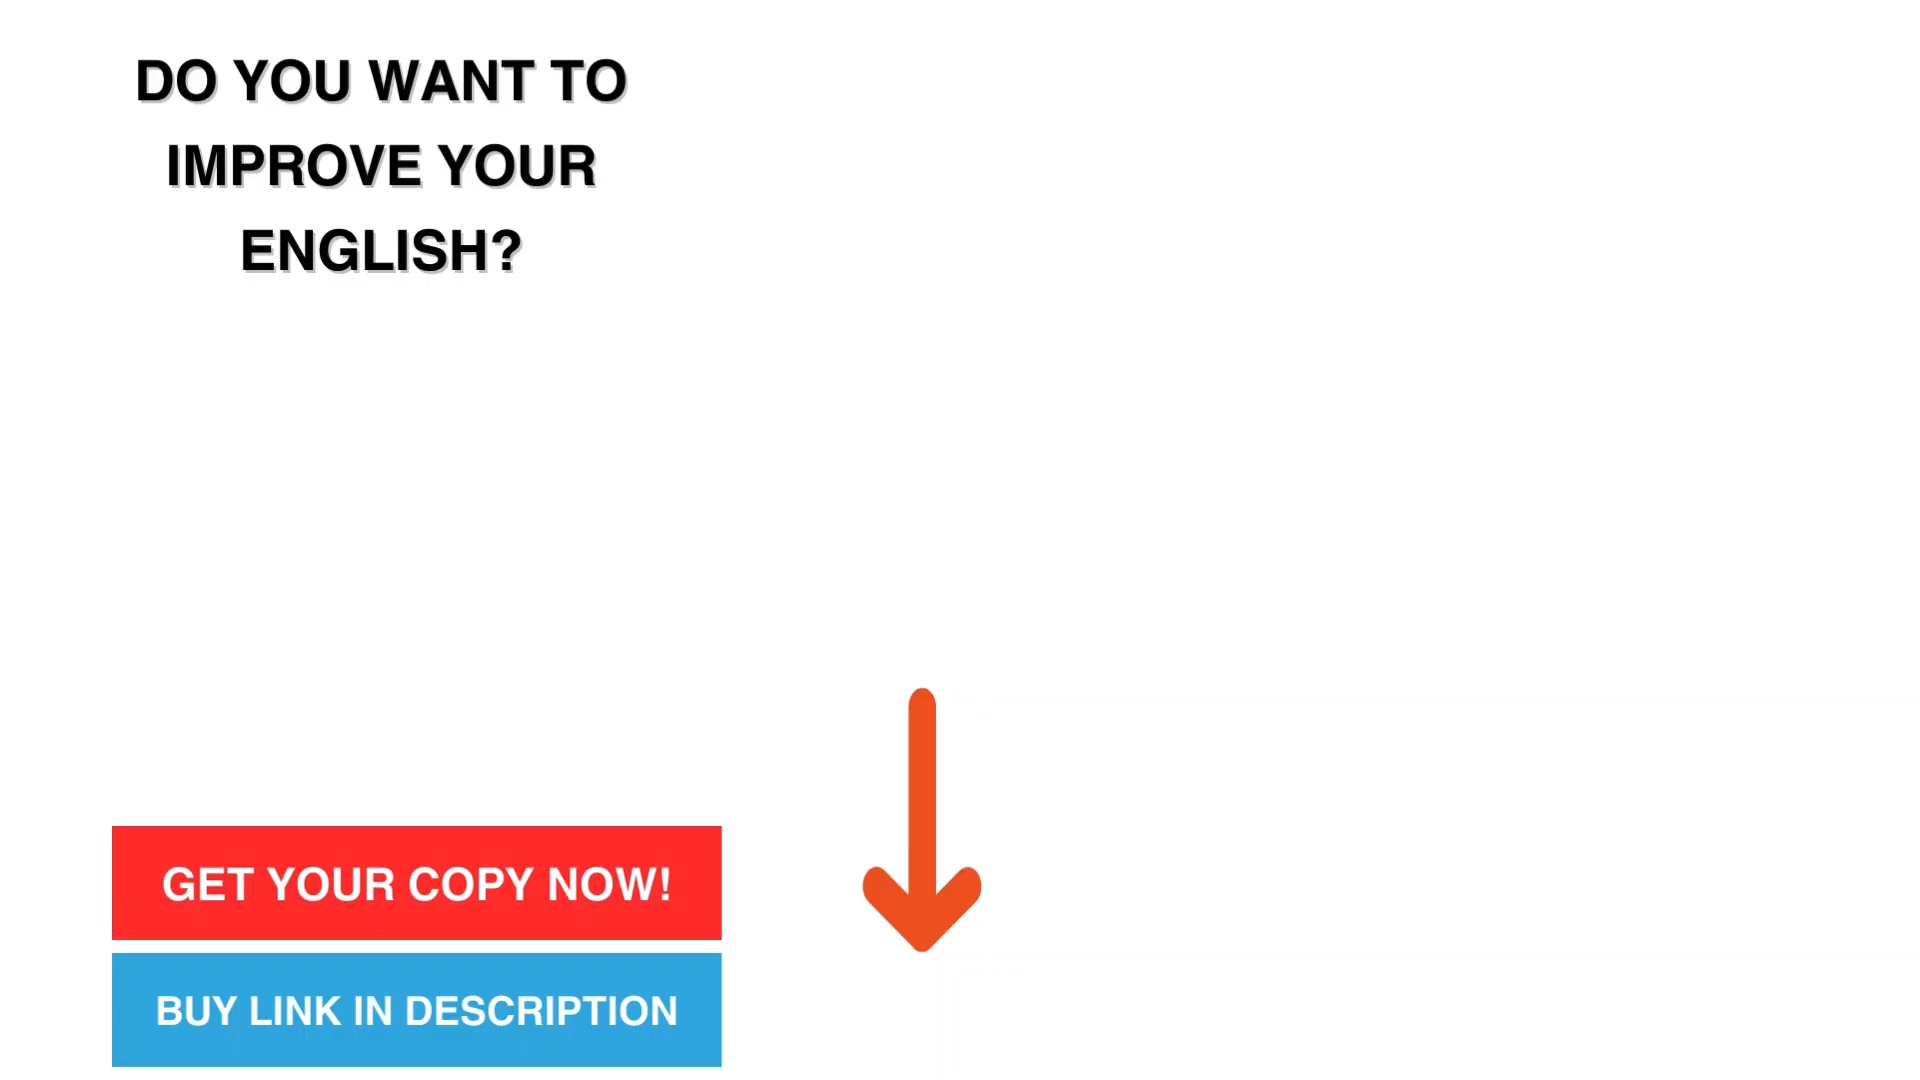 DO YOU WANT TO
IMPROVE YOUR
ENGLISH?
GET YOUR COPY NOW!
BUY LINK IN DESCRIPTION